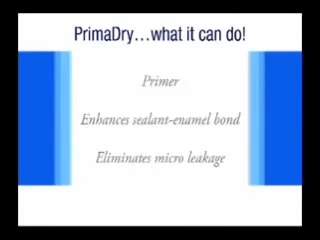 PrimaDry...what it can do!
Primer
Enhances sealant-enamel bond
Eliminates micro leakage